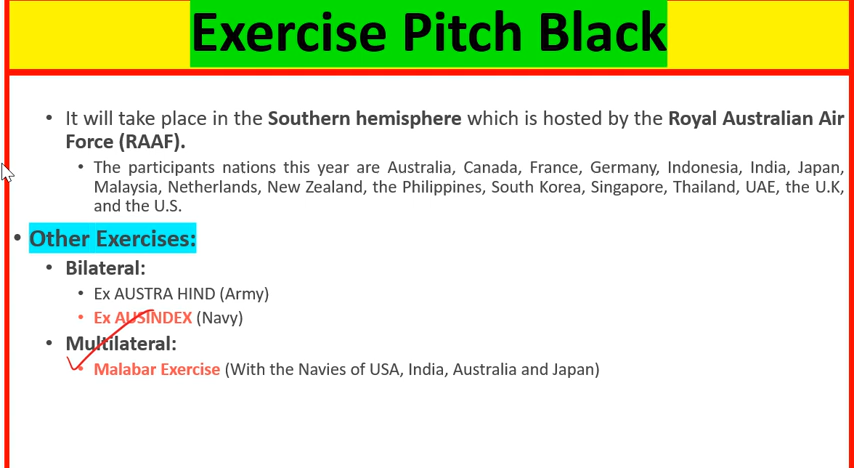 Exercise Pitch Black
• It will take place in the Southern hemisphere which is hosted by the Royal Australian Air
Force (RAAF).
• The participants nations this year are Australia, Canada, France, Germany, Indonesia, India, Japan,
Malaysia, Netherlands, New Zealand, the Philippines, South Korea, Singapore, Thailand, UAE, the U.K,
and the U.S.
• Other Exercises:
• Bilateral:
• Ex AUSTRA HIND (Army)
• Ex AUSINDEX (Navy)
• Multilateral:
• Malabar Exercise (With the Navies of USA, India, Australia and Japan)